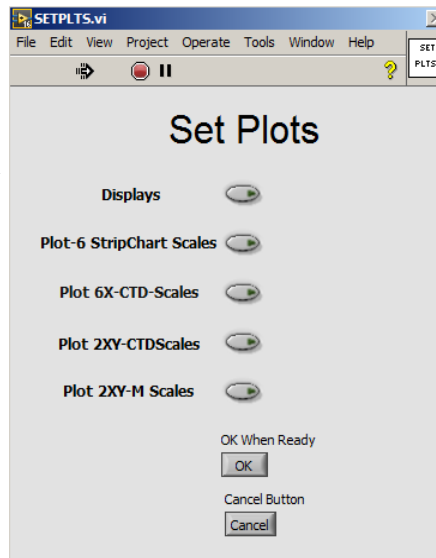 SETPLTS.vi
File Edit View Project Operate Tools Window Help
SET
PLTS
Set Plots
Displays
Plot-6 StripChart Scales
Plot 6X-CTD-Scales
Plot 2XY-CTDScales
Plot 2XY-M Scales
OK When Ready
OK
Cancel Button
Cancel